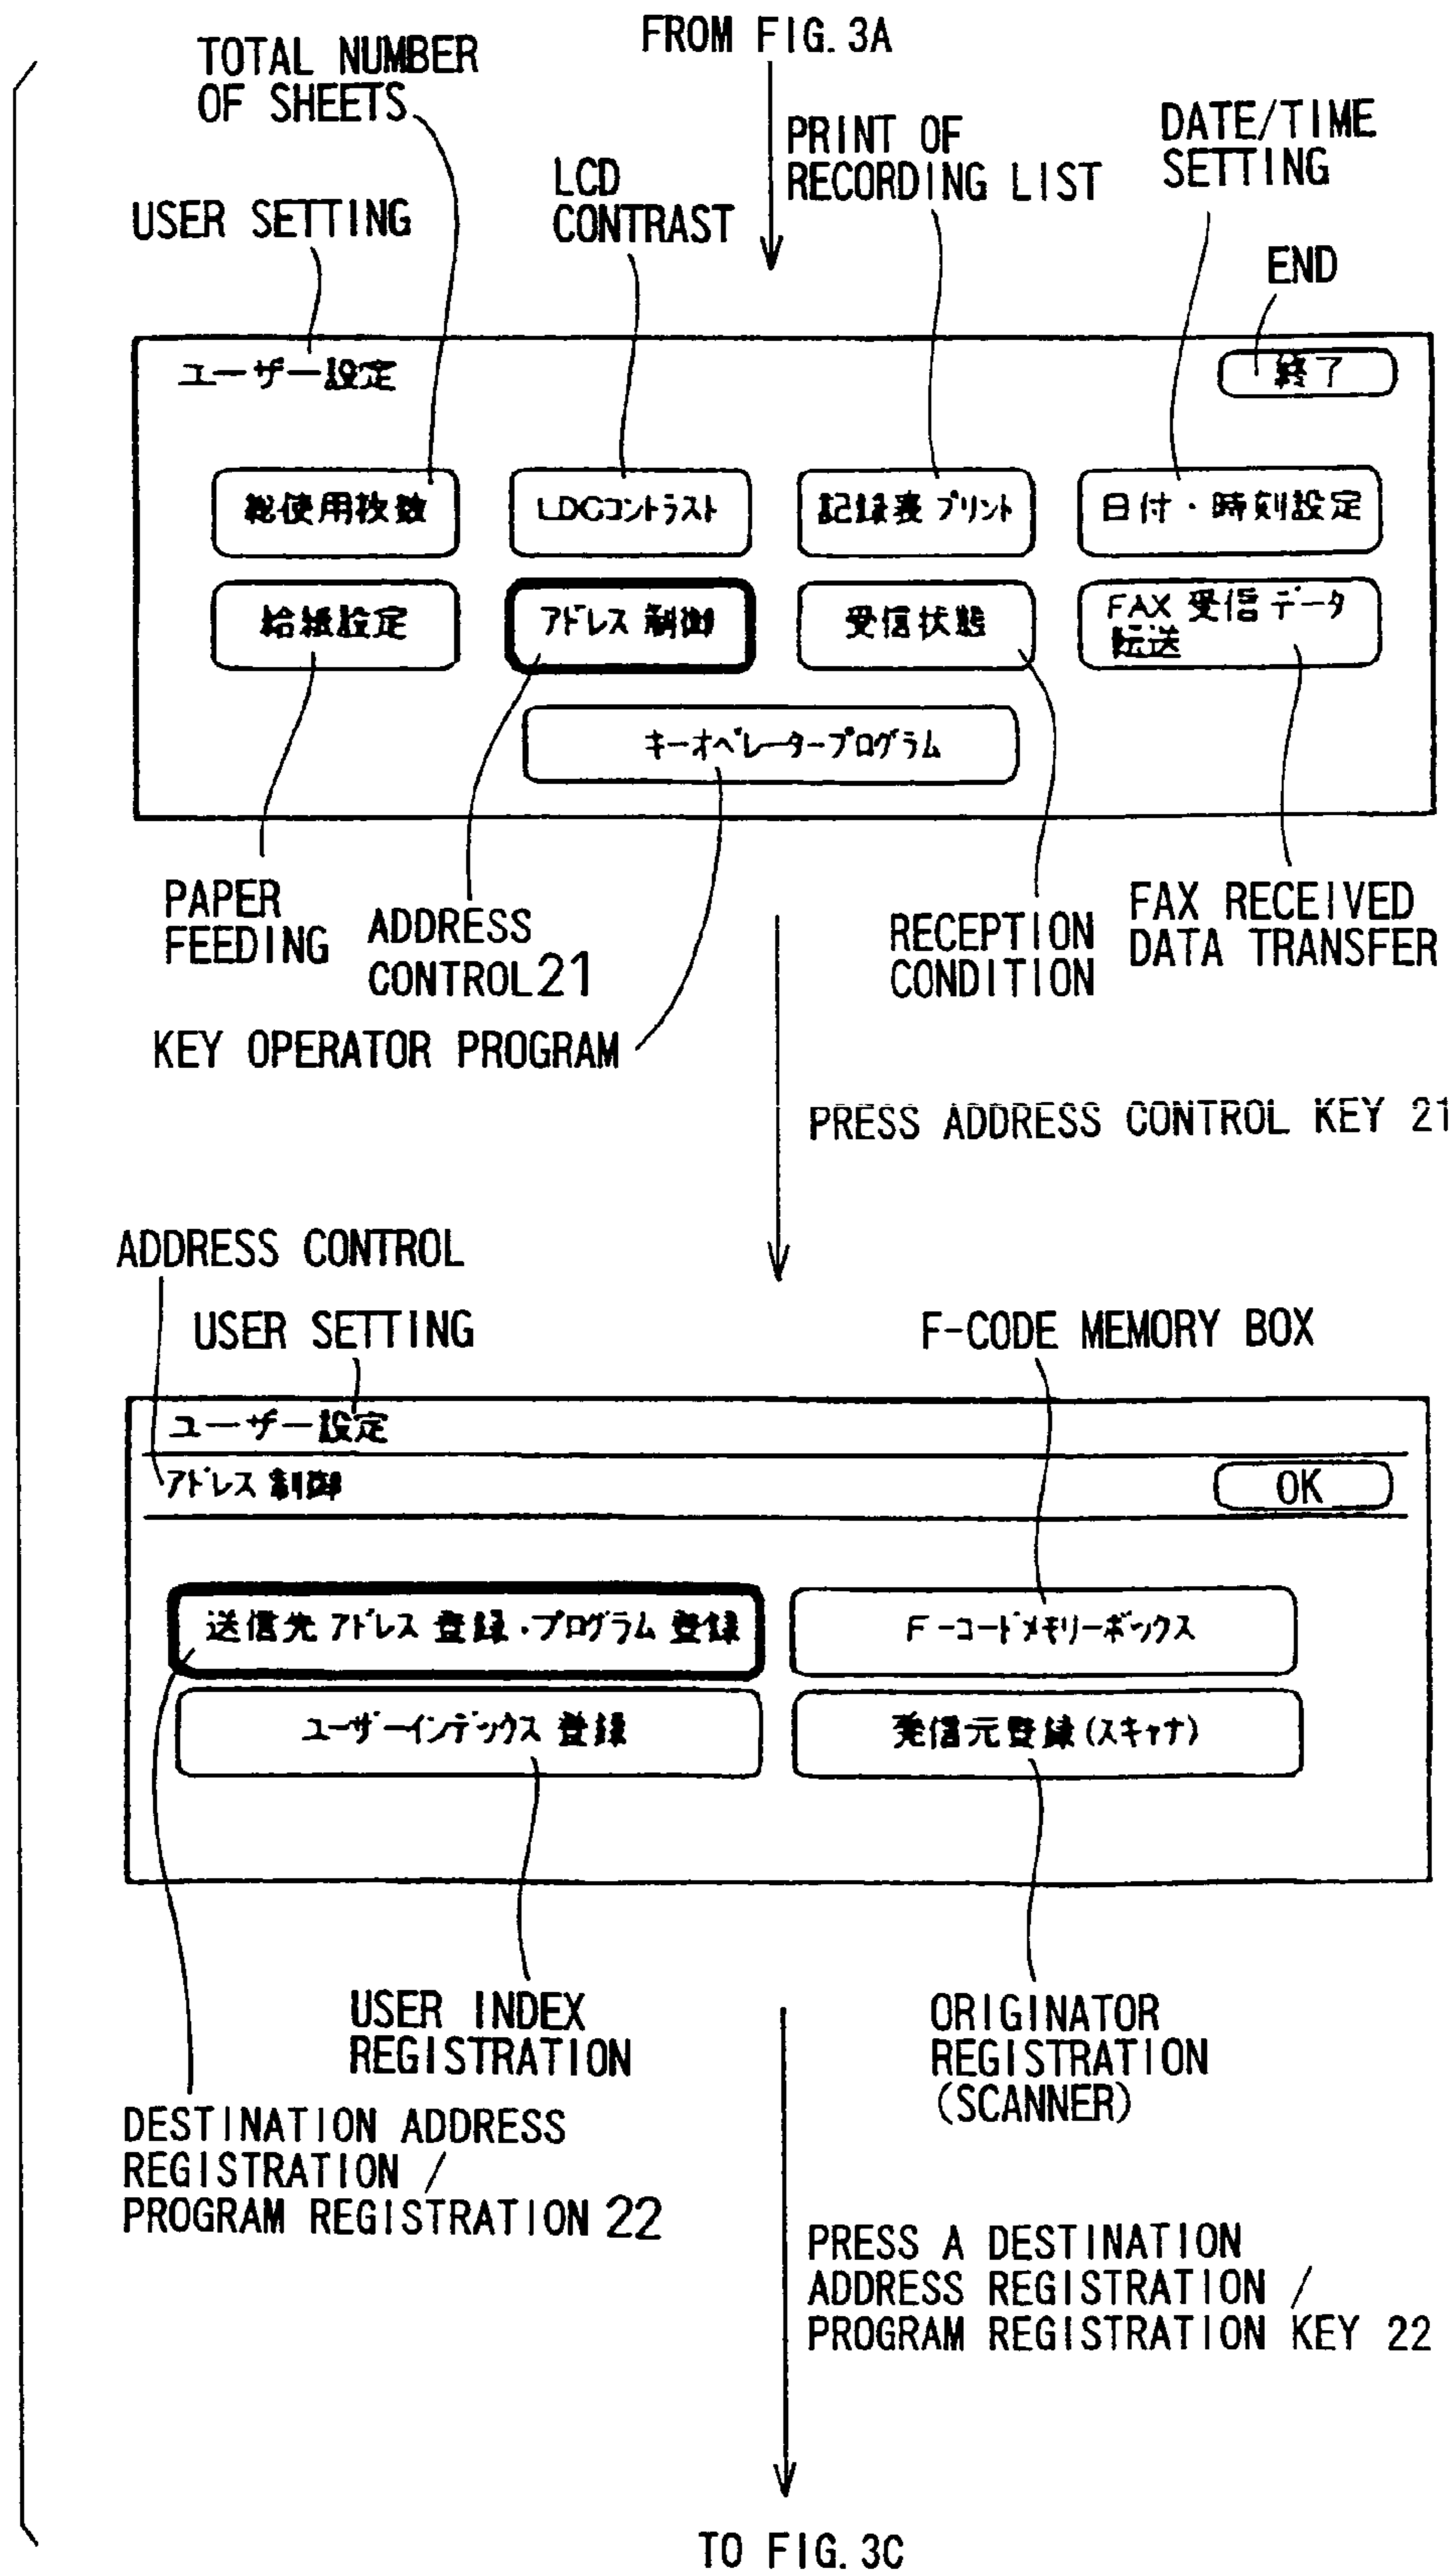 FROM FIG. 3A
TOTAL NUMBER
OF SHEETS
PRINT OF
RECORDING LIST
DATE/TIME
SETTING
LCD
CONTRAST
USER SETTING
END
ユーザー設定
終了
総使用枚数
LDCコントラスト
記録表 プリント
日付・時刻設定
給紙設定
アドレス 制御
受信状態
FAX 受信 データ
転送
キーオペレータープログラム
PAPER
FEEDING
ADDRESS
CONTROL21
RECEPTION
CONDITION
FAX RECEIVED
DATA TRANSFER
KEY OPERATOR PROGRAM
PRESS ADDRESS CONTROL KEY 21
ADDRESS CONTROL
USER SETTING
F-CODE MEMORY BOX
ユーザー設定
アドレス 制御
OK
送信先 アドレス 登録・プログラム 登録
F-コードメモリーボックス
ユーザーインデックス 登録
発信元登録(スキャナ)
USER INDEX
REGISTRATION
ORIGINATOR
REGISTRATION
(SCANNER)
DESTINATION ADDRESS
REGISTRATION /
PROGRAM REGISTRATION 22
PRESS A DESTINATION
ADDRESS REGISTRATION /
PROGRAM REGISTRATION KEY 22
TO FIG. 3C